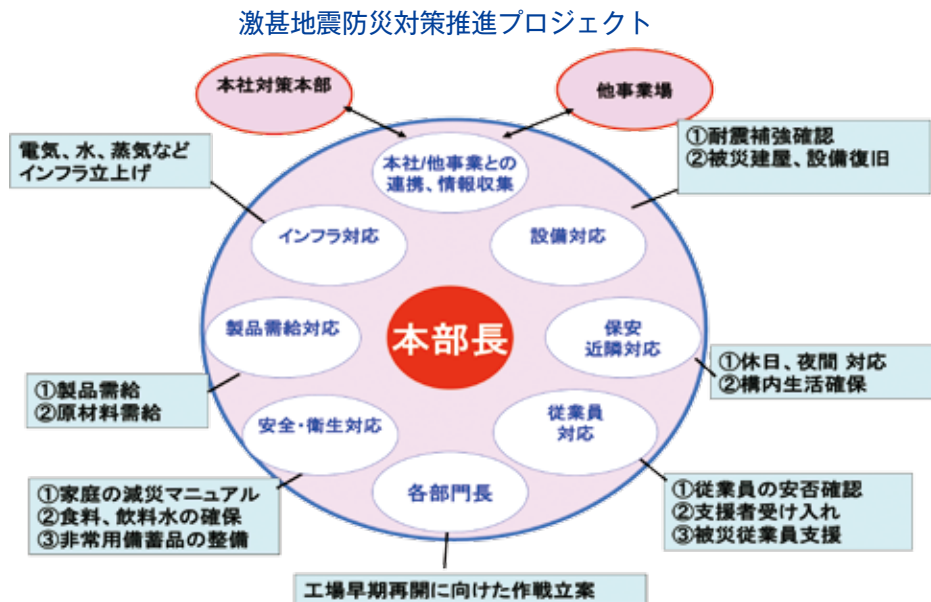 激甚地震防災対策推進プロジェクト
本社対策本部
他事業場
電気、水、蒸気など
インフラ立上げ
①耐震補強確認
②被災建屋、設備復旧
本社/他事業との
連携、情報収集
インフラ対応
設備対応
製品需給対応
本部長
保安
近隣対応
①製品需給
②原材料需給
①休日、夜間 対応
②構内生活確保
安全・衛生対応
従業員
対応
各部門長
①家庭の減災マニュアル
②食料、飲料水の確保
③非常用備蓄品の整備
①従業員の安否確認
②支援者受け入れ
③被災従業員支援
工場早期再開に向けた作戦立案